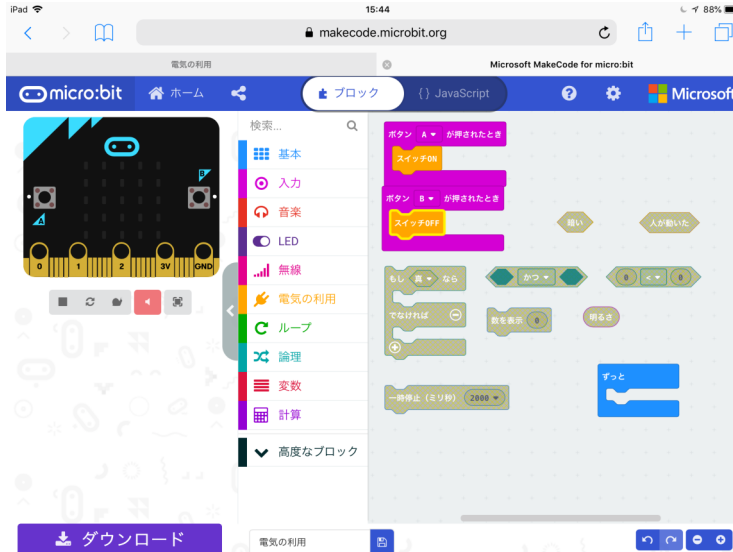 iPad 15:44 88%
makecode.microbit.org
電気の利用 Microsoft MakeCode for micro:bit
micro:bit ホーム ブロック {} JavaScript ? Microsoft
検索...
基本
入力
音楽
LED
無線
電気の利用
ループ
論理
変数
計算
高度なブロック
A
B
0 1 2 3V GND
ダウンロード
ボタン A が押されたとき
スイッチON
ボタン B が押されたとき
スイッチOFF
暗い
人が動いた
もし 真 なら
でなければ
かつ
0 < 0
数を表示 0
明るさ
ずっと
一時停止（ミリ秒） 2000
電気の利用